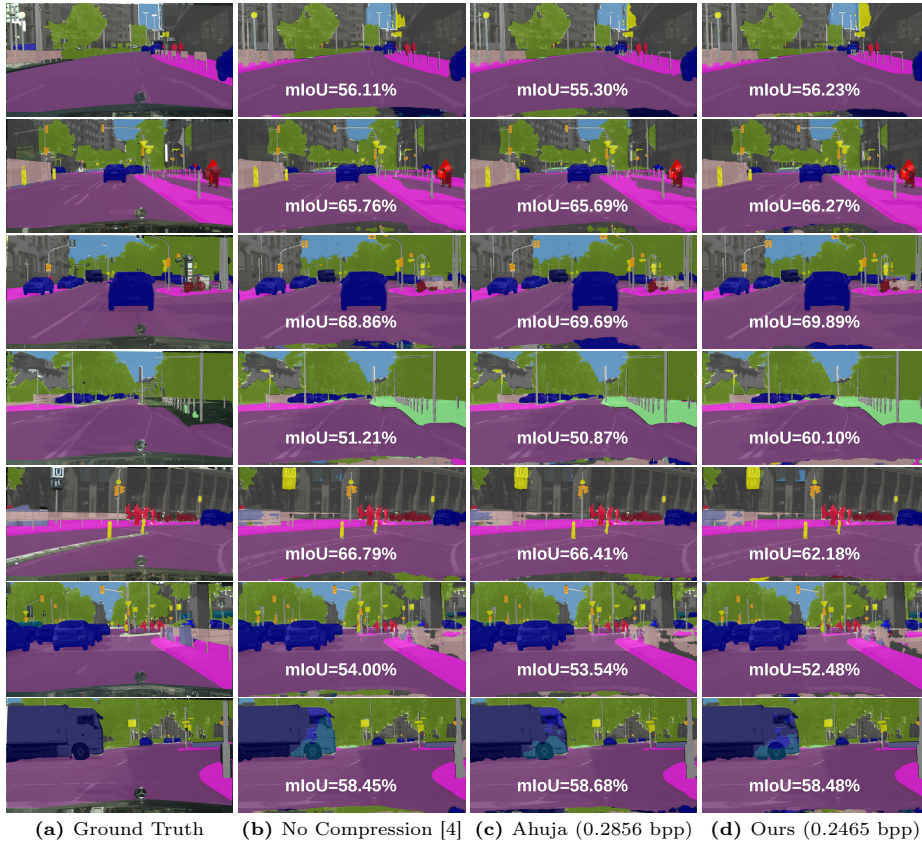 mIoU=56.11% mIoU=55.30% mIoU=56.23%
mIoU=65.76% mIoU=65.69% mIoU=66.27%
mIoU=68.86% mIoU=69.69% mIoU=69.89%
mIoU=51.21% mIoU=50.87% mIoU=60.10%
mIoU=66.79% mIoU=66.41% mIoU=62.18%
mIoU=54.00% mIoU=53.54% mIoU=52.48%
mIoU=58.45% mIoU=58.68% mIoU=58.48%
(a) Ground Truth (b) No Compression [4] (c) Ahuja (0.2856 bpp) (d) Ours (0.2465 bpp)